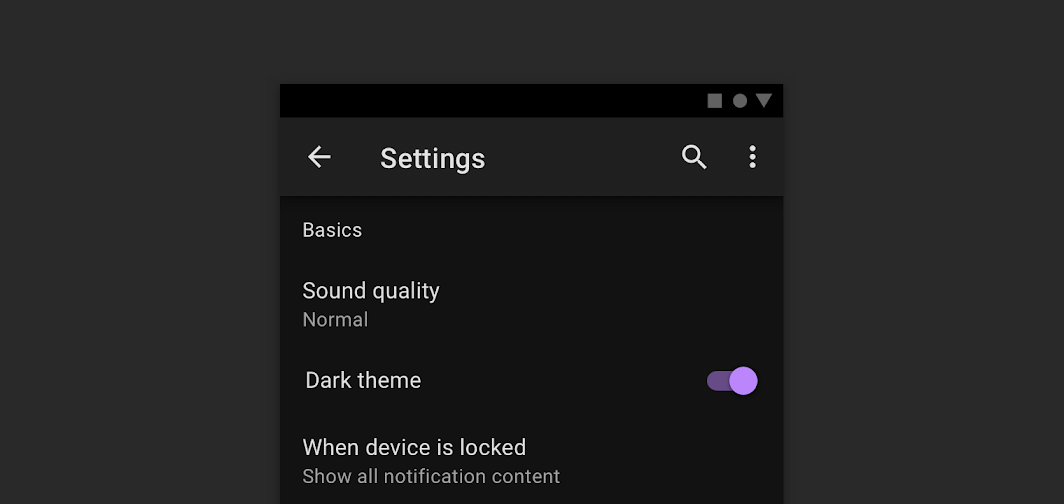 Settings
Basics
Sound quality
Normal
Dark theme
When device is locked
Show all notification content